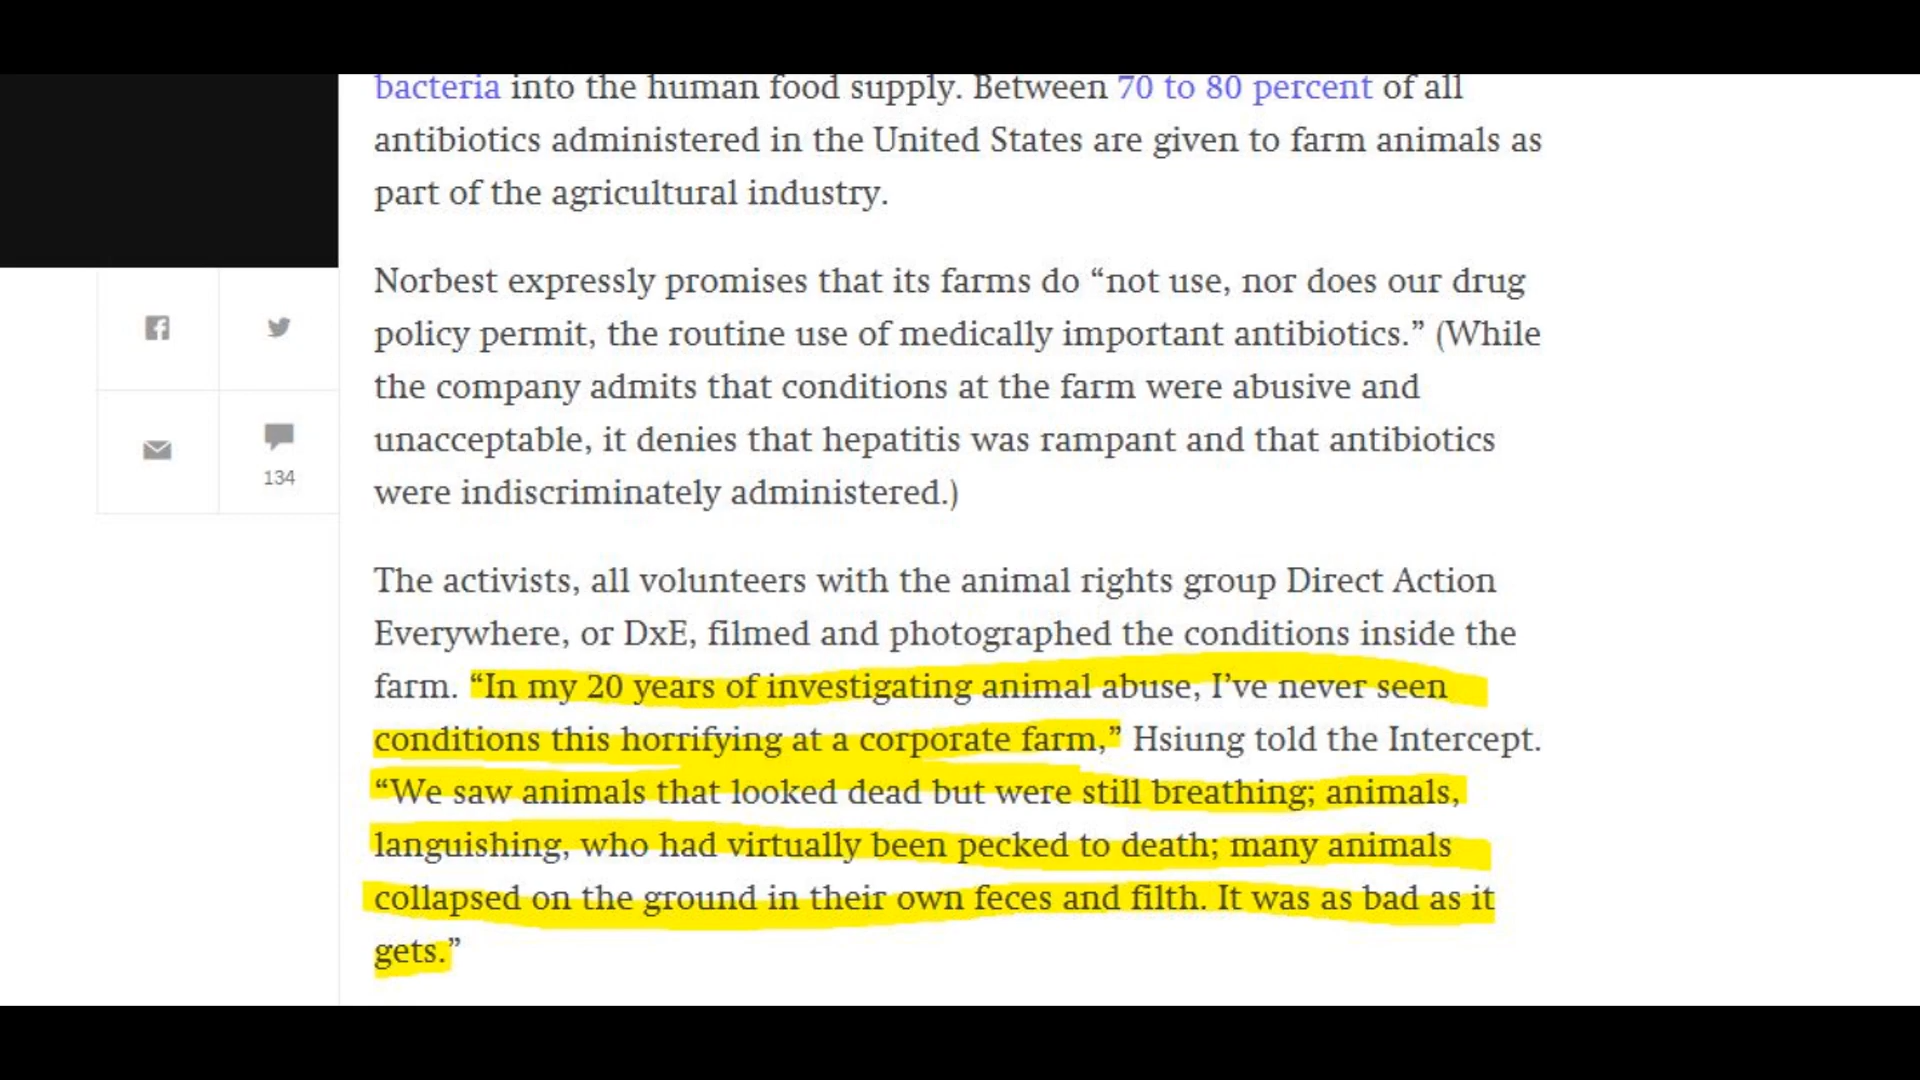 bacteria into the human food supply. Between 70 to 80 percent of all
antibiotics administered in the United States are given to farm animals as
part of the agricultural industry.
Norbest expressly promises that its farms do “not use, nor does our drug
policy permit, the routine use of medically important antibiotics.” (While
the company admits that conditions at the farm were abusive and
unacceptable, it denies that hepatitis was rampant and that antibiotics
were indiscriminately administered.)
134
The activists, all volunteers with the animal rights group Direct Action
Everywhere, or DxE, filmed and photographed the conditions inside the
farm. “In my 20 years of investigating animal abuse, I’ve never seen
conditions this horrifying at a corporate farm,” Hsiung told the Intercept.
“We saw animals that looked dead but were still breathing; animals,
languishing, who had virtually been pecked to death; many animals
collapsed on the ground in their own feces and filth. It was as bad as it
gets.”